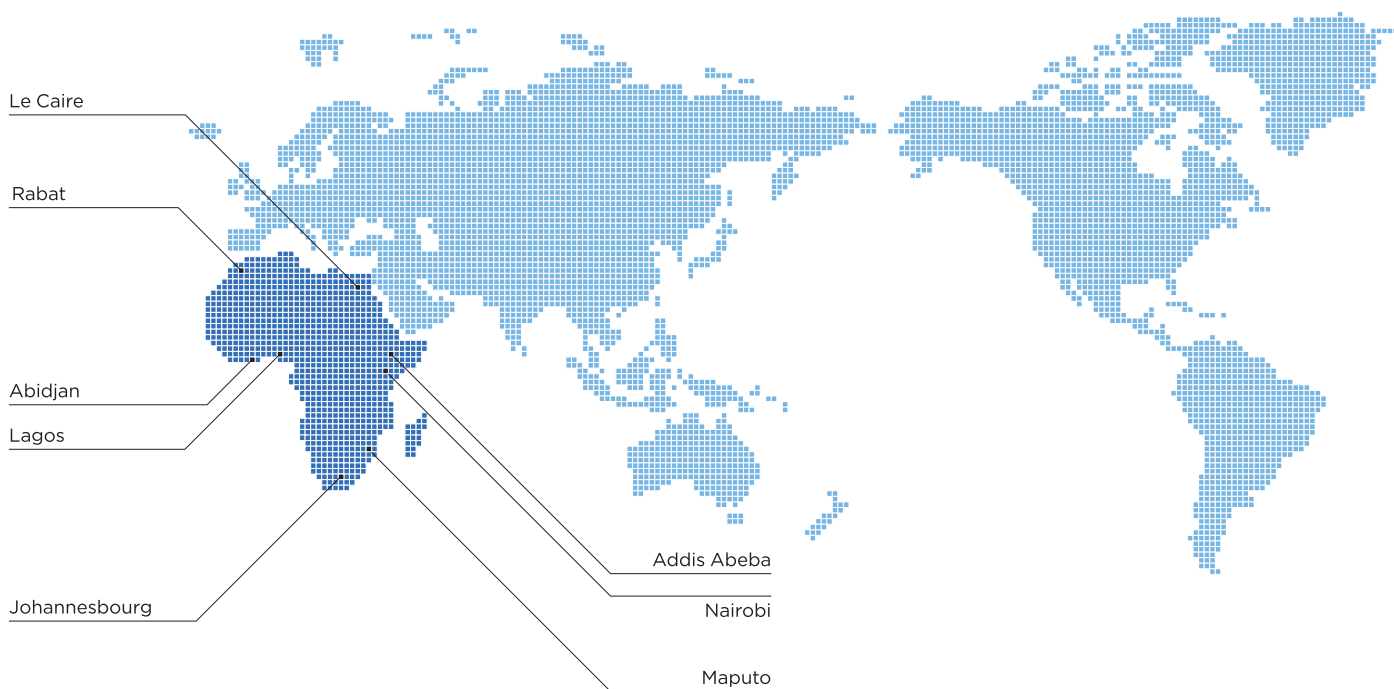 Le Caire
Rabat
Abidjan
Lagos
Johannesbourg
Addis Abeba
Nairobi
Maputo